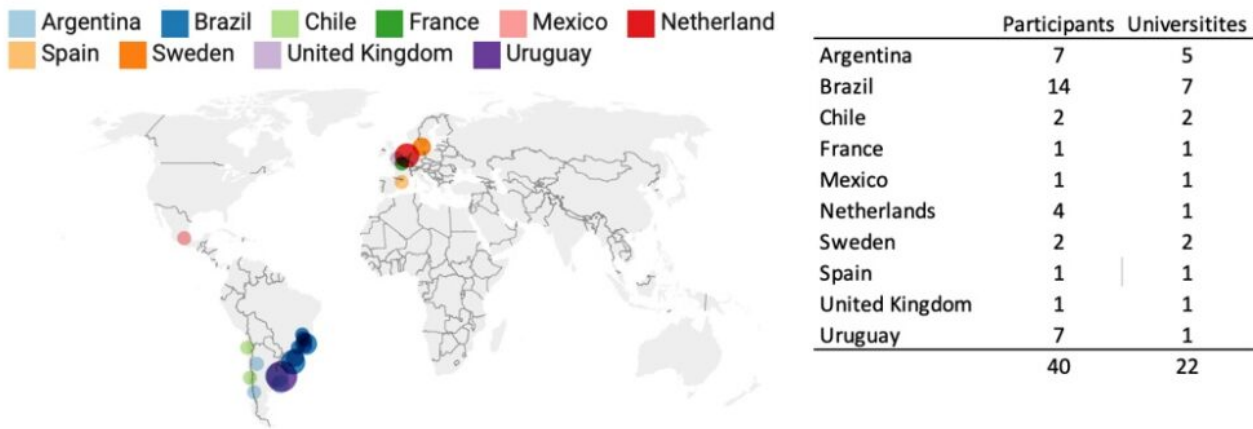 Argentina Brazil Chile France Mexico Netherland
Spain Sweden United Kingdom Uruguay
Participants Universitites
Argentina 7 5
Brazil 14 7
Chile 2 2
France 1 1
Mexico 1 1
Netherlands 4 1
Sweden 2 2
Spain 1 1
United Kingdom 1 1
Uruguay 7 1
40 22